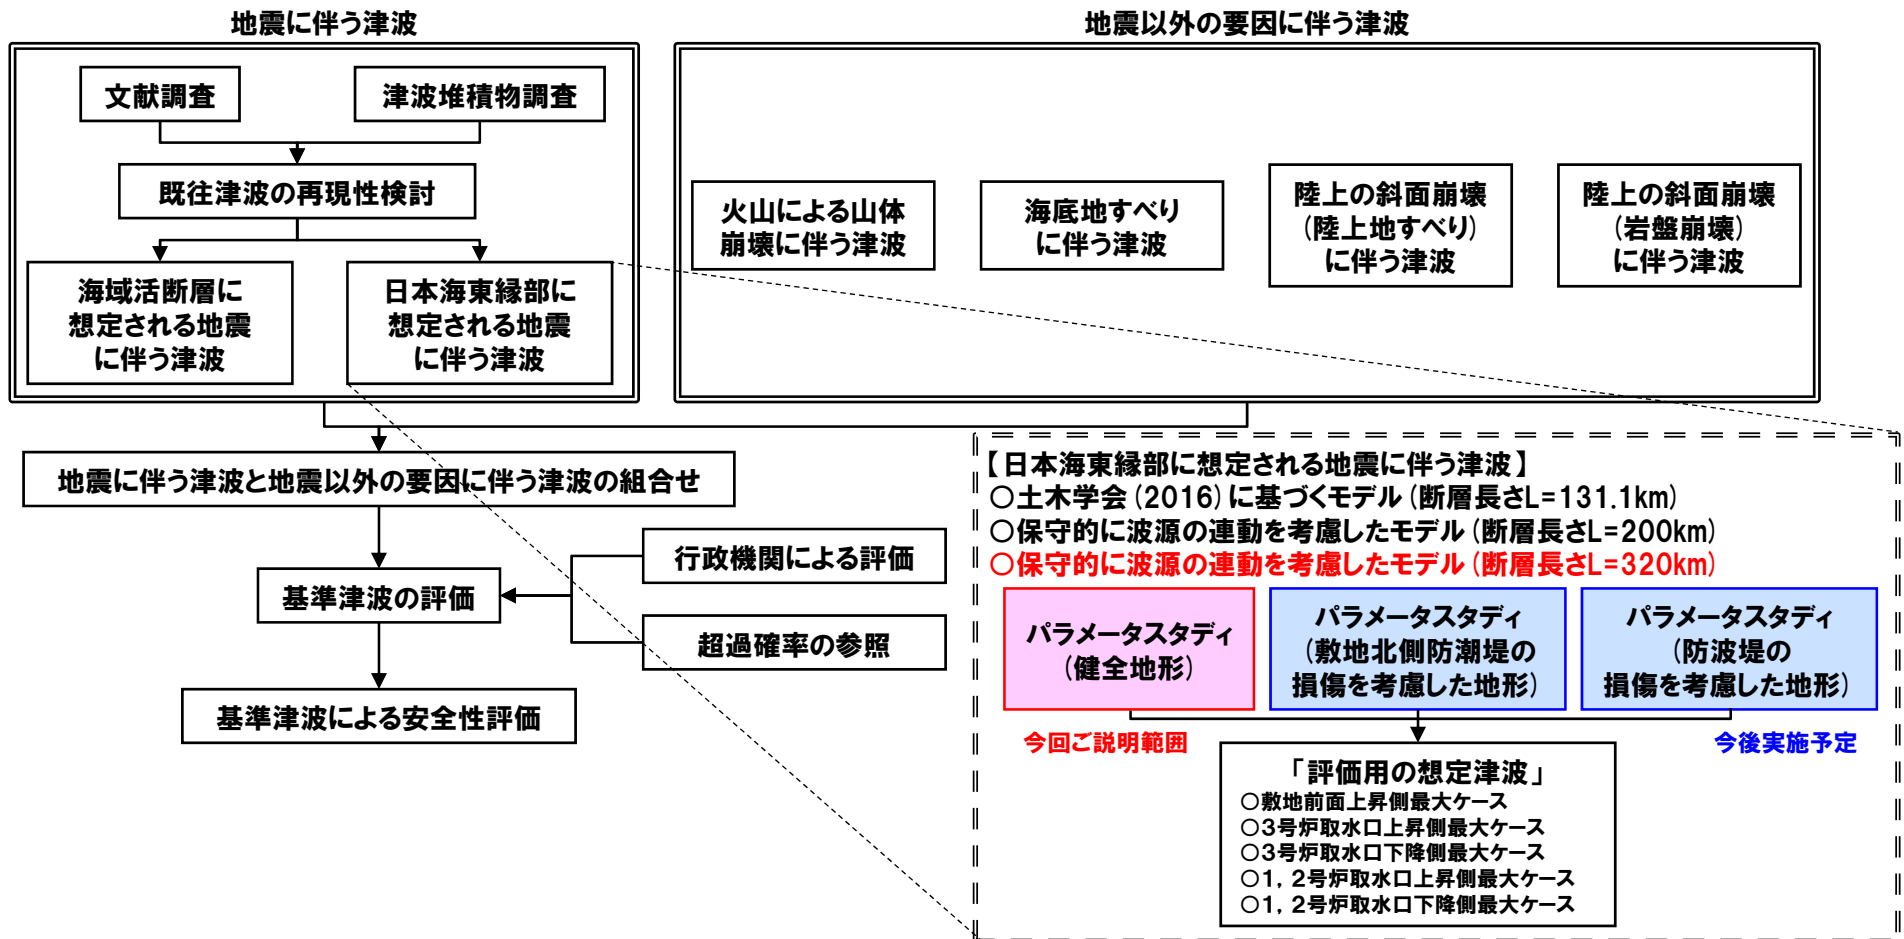 地震に伴う津波
地震以外の要因に伴う津波
文献調査
津波堆積物調査
既往津波の再現性検討
海域活断層に
想定される地震
に伴う津波
日本海東縁部に
想定される地震
に伴う津波
火山による山体
崩壊に伴う津波
海底地すべり
に伴う津波
陸上の斜面崩壊
(陸上地すべり)
に伴う津波
陸上の斜面崩壊
(岩盤崩壊)
に伴う津波
地震に伴う津波と地震以外の要因に伴う津波の組合せ
行政機関による評価
基準津波の評価
超過確率の参照
基準津波による安全性評価
【日本海東縁部に想定される地震に伴う津波】
○土木学会(2016)に基づくモデル(断層長さL=131.1km)
○保守的に波源の連動を考慮したモデル(断層長さL=200km)
○保守的に波源の連動を考慮したモデル(断層長さL=320km)
パラメータスタディ
(健全地形)
パラメータスタディ
(敷地北側防潮堤の
損傷を考慮した地形)
パラメータスタディ
(防波堤の
損傷を考慮した地形)
今回ご説明範囲
今後実施予定
「評価用の想定津波」
○敷地前面上昇側最大ケース
○3号炉取水口上昇側最大ケース
○3号炉取水口下降側最大ケース
○1,2号炉取水口上昇側最大ケース
○1,2号炉取水口下降側最大ケース